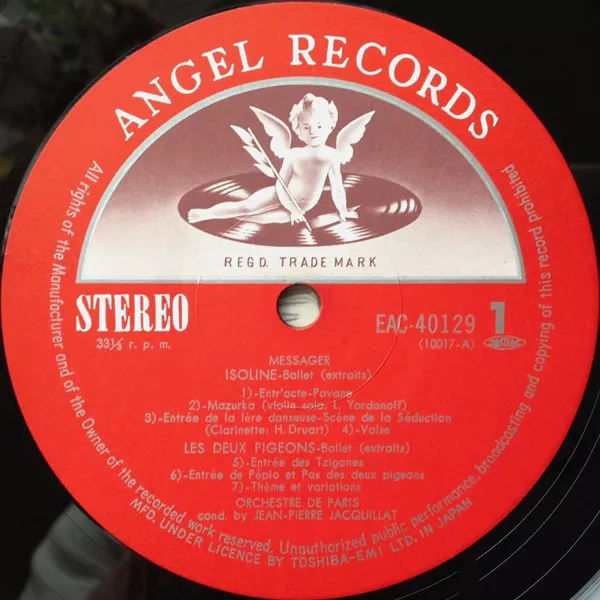 ANGEL RECORDS
REGD. TRADE MARK
STEREO
33⅓ r. p. m.
EAC-40129 1
(10017-A)
MESSAGER
ISOLINE-Ballet (extraits)
1)-Entr'acte-Pavane
2)-Mazurka (violin solo, L. Yordanoff)
3)-Entrée de la 1ère danseuse-Scène de la Séduction
(Clarinette: H. Druart) 4)-Valse
LES DEUX PIGEONS-Ballet (extraits)
5)-Entrée des Tziganes
6)-Entrée de Pépio et Pas des deux pigeons
7)-Thème et variations
ORCHESTRE DE PARIS
cond. by JEAN-PIERRE JACQUILLAT
All rights of the Manufacturer and of the Owner of the recorded work reserved. Unauthorized public performance, broadcasting and copying of this record prohibited
MFD. UNDER LICENCE BY TOSHIBA-EMI LTD. IN JAPAN